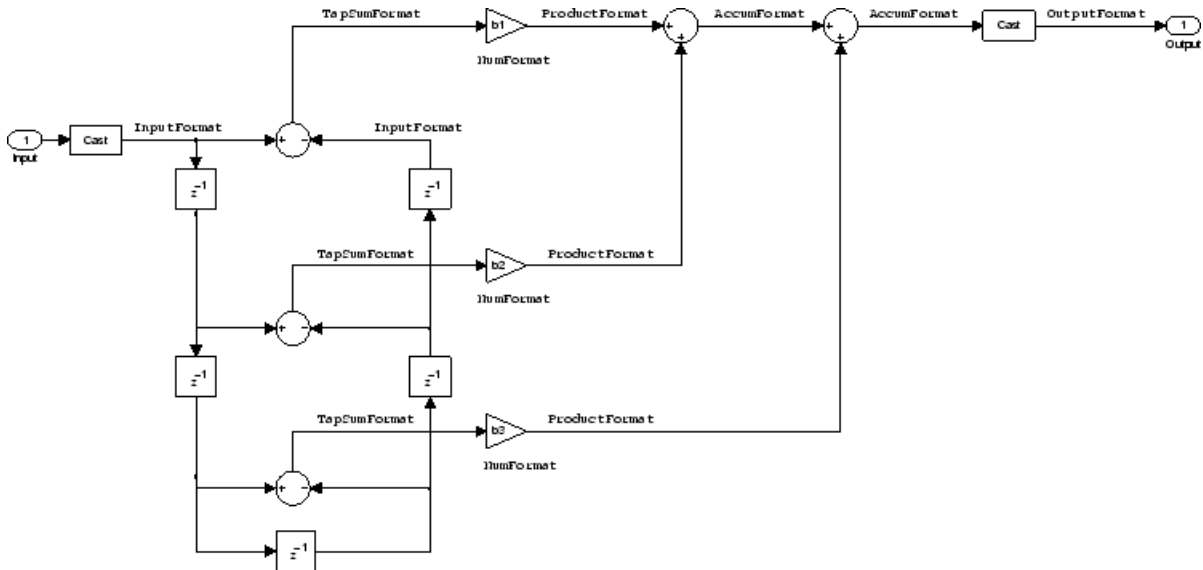 TapSumFormat
b1
ProductFormat
+
+
AccumFormat
+
+
AccumFormat
Cast
OutputFormat
1
Output
NumFormat
1
Input
Cast
InputFormat
+
-
InputFormat
z⁻¹
z⁻¹
TapSumFormat
b2
ProductFormat
NumFormat
+
-
z⁻¹
z⁻¹
TapSumFormat
b3
ProductFormat
NumFormat
+
-
z⁻¹